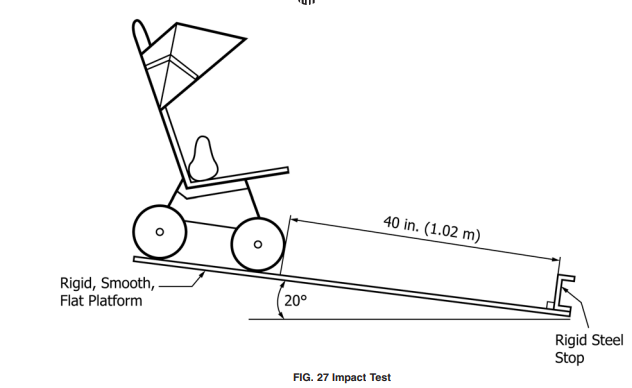 40 in. (1.02 m)
Rigid, Smooth,
Flat Platform
20°
Rigid Steel
Stop
FIG. 27 Impact Test